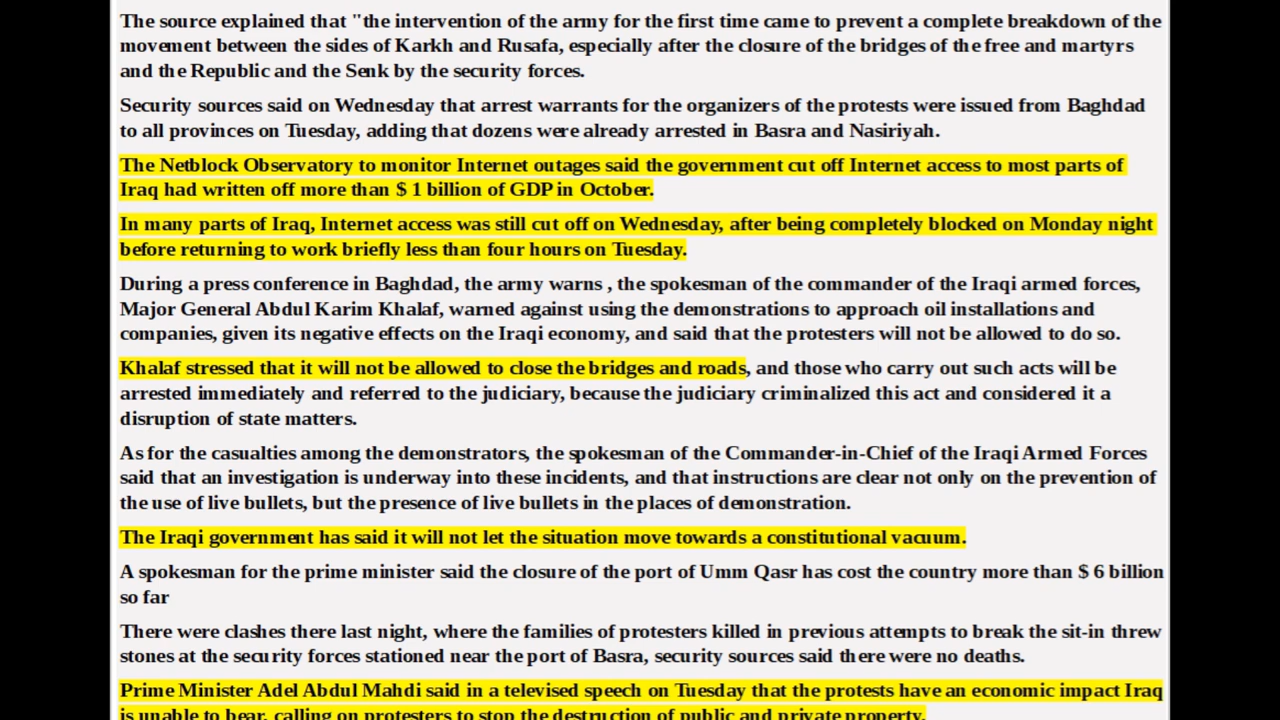 The source explained that "the intervention of the army for the first time came to prevent a complete breakdown of the
movement between the sides of Karkh and Rusafa, especially after the closure of the bridges of the free and martyrs
and the Republic and the Senk by the security forces.
Security sources said on Wednesday that arrest warrants for the organizers of the protests were issued from Baghdad
to all provinces on Tuesday, adding that dozens were already arrested in Basra and Nasiriyah.
The Netblock Observatory to monitor Internet outages said the government cut off Internet access to most parts of
Iraq had written off more than $ 1 billion of GDP in October.
In many parts of Iraq, Internet access was still cut off on Wednesday, after being completely blocked on Monday night
before returning to work briefly less than four hours on Tuesday.
During a press conference in Baghdad, the army warns , the spokesman of the commander of the Iraqi armed forces,
Major General Abdul Karim Khalaf, warned against using the demonstrations to approach oil installations and
companies, given its negative effects on the Iraqi economy, and said that the protesters will not be allowed to do so.
Khalaf stressed that it will not be allowed to close the bridges and roads, and those who carry out such acts will be
arrested immediately and referred to the judiciary, because the judiciary criminalized this act and considered it a
disruption of state matters.
As for the casualties among the demonstrators, the spokesman of the Commander-in-Chief of the Iraqi Armed Forces
said that an investigation is underway into these incidents, and that instructions are clear not only on the prevention of
the use of live bullets, but the presence of live bullets in the places of demonstration.
The Iraqi government has said it will not let the situation move towards a constitutional vacuum.
A spokesman for the prime minister said the closure of the port of Umm Qasr has cost the country more than $ 6 billion
so far
There were clashes there last night, where the families of protesters killed in previous attempts to break the sit-in threw
stones at the security forces stationed near the port of Basra, security sources said there were no deaths.
Prime Minister Adel Abdul Mahdi said in a televised speech on Tuesday that the protests have an economic impact Iraq
is unable to bear, calling on protesters to stop the destruction of public and private property.